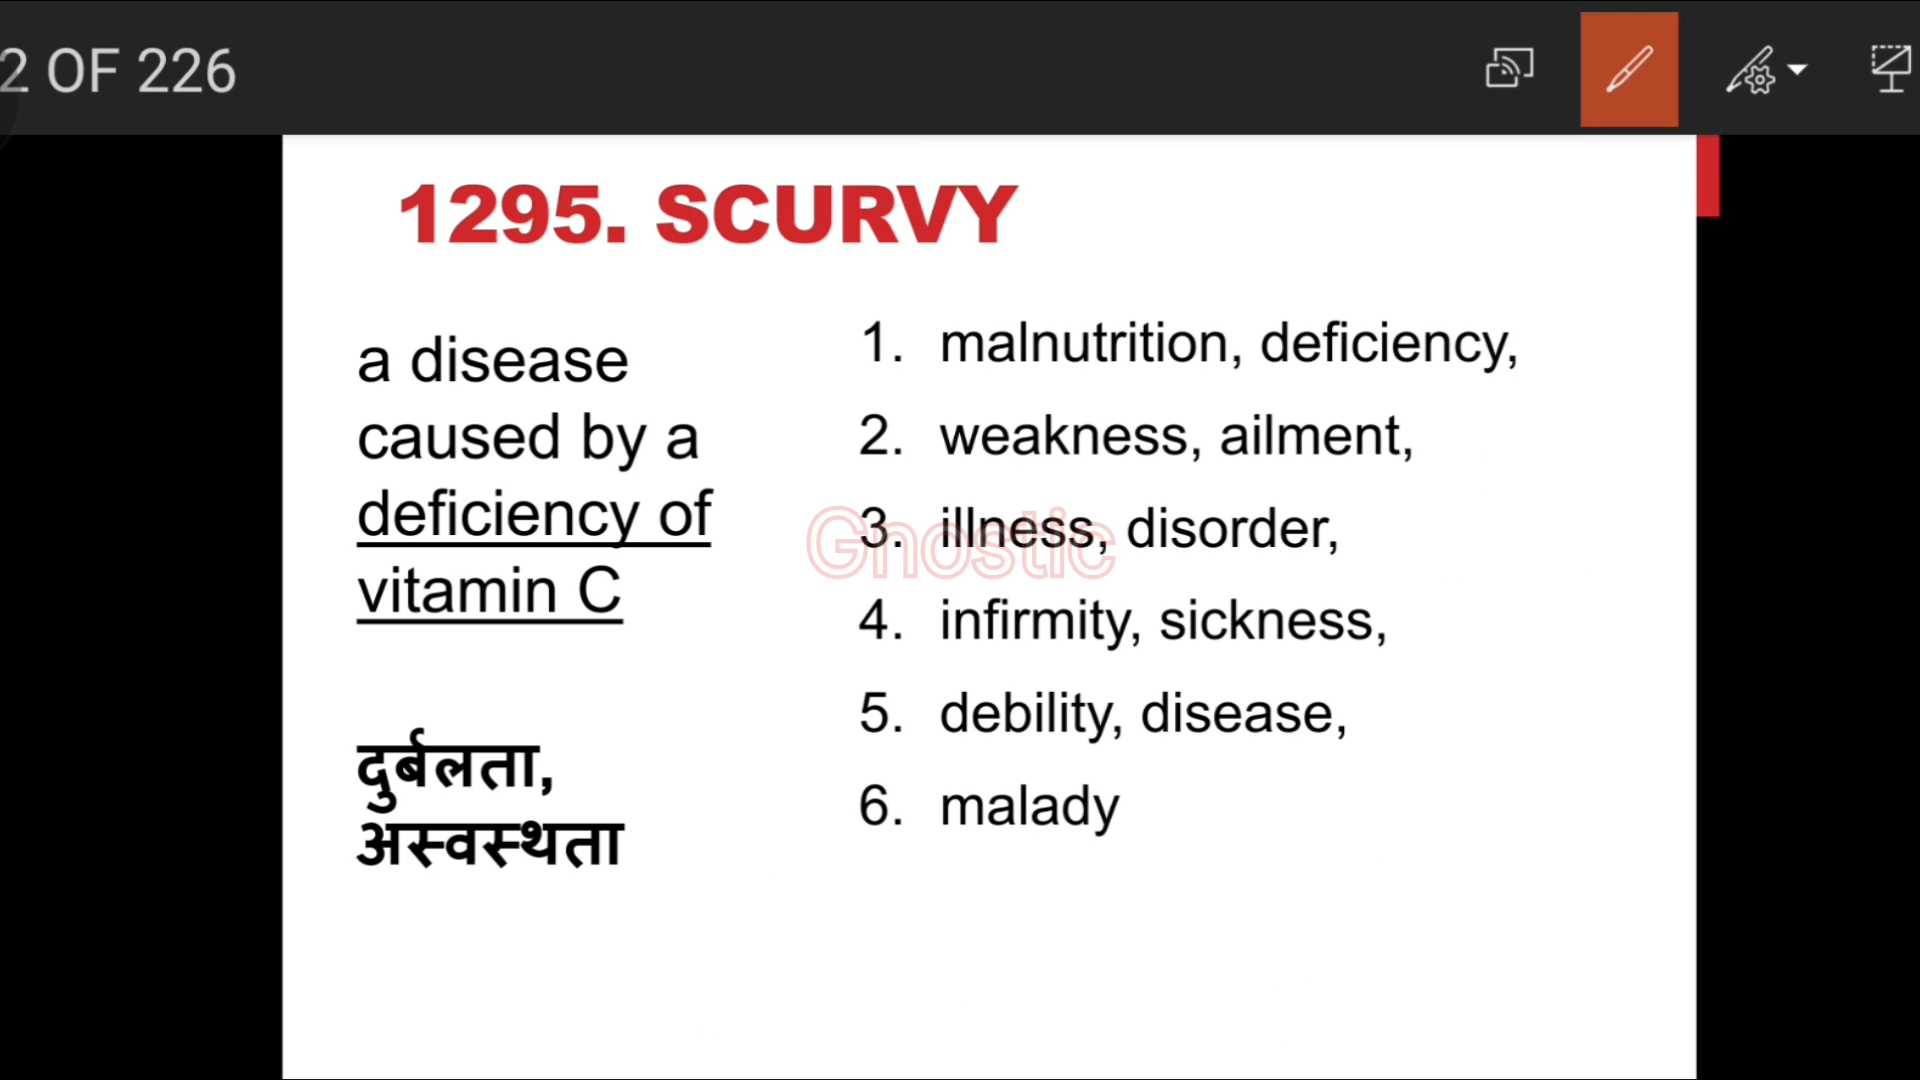 2 OF 226
1295. SCURVY
a disease
caused by a
deficiency of
vitamin C
दुर्बलता,
अस्वस्थता
1. malnutrition, deficiency,
2. weakness, ailment,
3. illness, disorder,
4. infirmity, sickness,
5. debility, disease,
6. malady
Gnostic